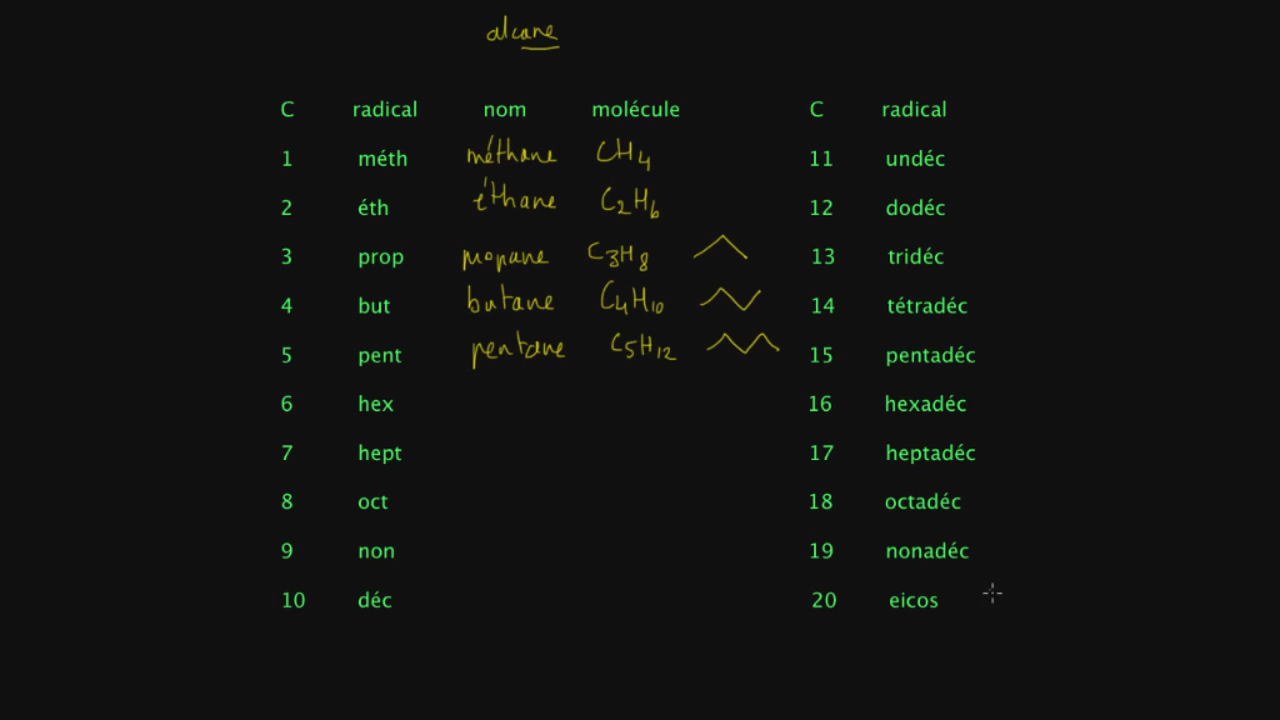 alcane
C radical nom molécule C radical
1 méth méthane CH4 11 undéc
2 éth éthane C2H6 12 dodéc
3 prop propane C3H8 13 tridéc
4 but butane C4H10 14 tétradéc
5 pent pentane C5H12 15 pentadéc
6 hex 16 hexadéc
7 hept 17 heptadéc
8 oct 18 octadéc
9 non 19 nonadéc
10 déc 20 eicos